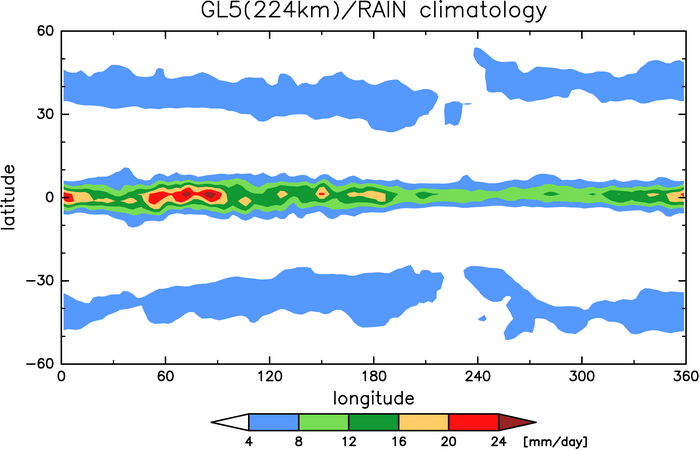 GL5(224km)/RAIN climatology
60
30
0
−30
−60
latitude
0 60 120 180 240 300 360
longitude
4 8 12 16 20 24 [mm/day]